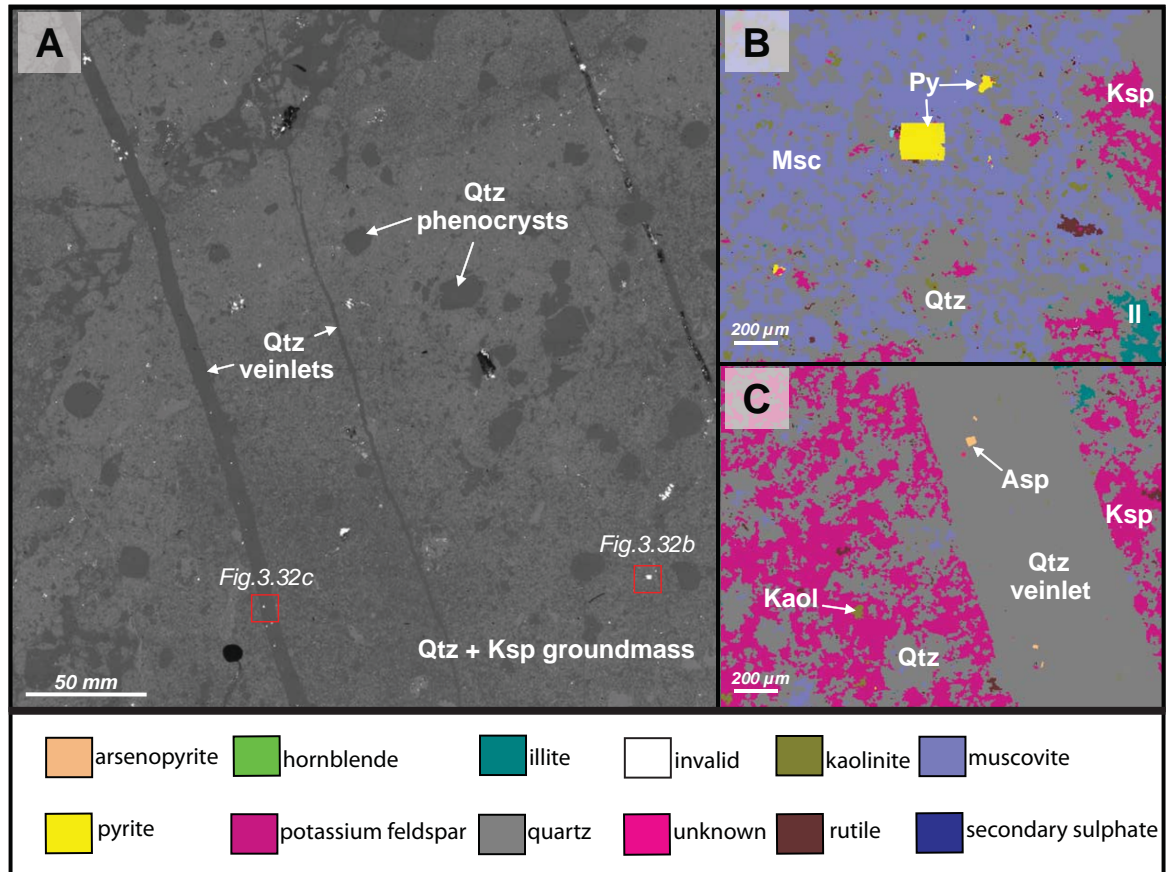 A
Qtz
phenocrysts
Qtz
veinlets
Fig.3.32c
Fig.3.32b
Qtz + Ksp groundmass
50 mm
B
Py
Ksp
Msc
Qtz
Il
200 µm
C
Asp
Ksp
Qtz
veinlet
Kaol
Qtz
200 µm
arsenopyrite hornblende illite invalid kaolinite muscovite
pyrite potassium feldspar quartz unknown rutile secondary sulphate